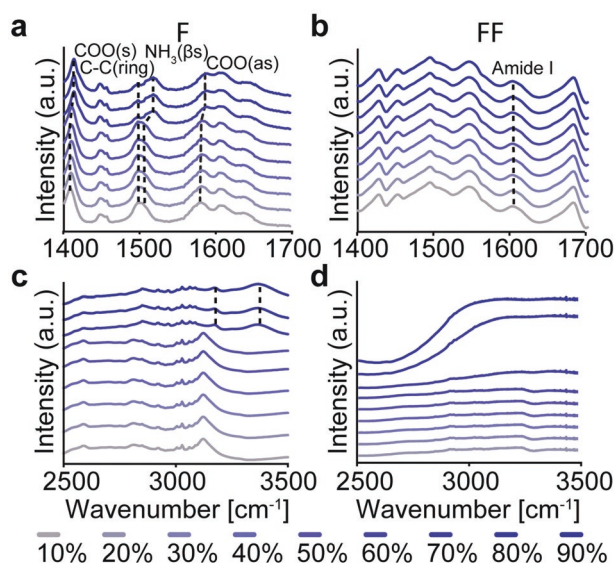 a
F
COO(s)
NH₃(βs)
C-C(ring)
COO(as)
Intensity (a.u.)
1400 1500 1600 1700
b
FF
Amide I
Intensity (a.u.)
1400 1500 1600 1700
c
Intensity (a.u.)
2500 3000 3500
Wavenumber [cm⁻¹]
d
Intensity (a.u.)
2500 3000 3500
Wavenumber [cm⁻¹]
10% 20% 30% 40% 50% 60% 70% 80% 90%